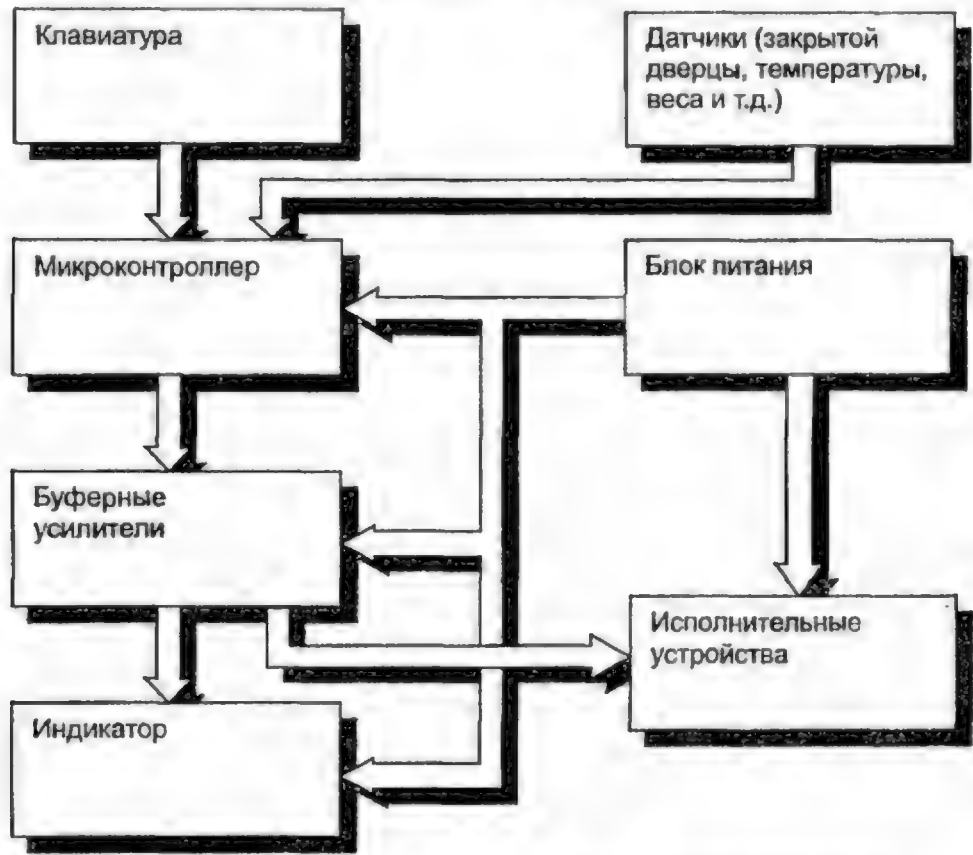 Клавиатура
Датчики (закрытой
дверцы, температуры,
веса и т.д.)
Микроконтроллер
Блок питания
Буферные
усилители
Исполнительные
устройства
Индикатор